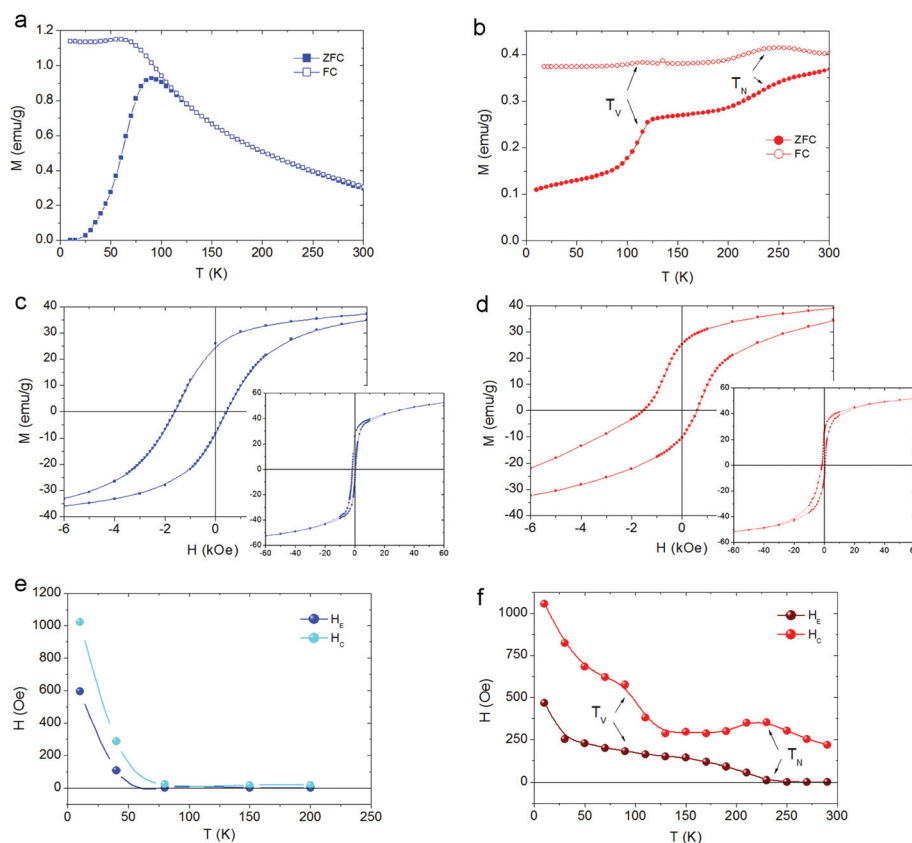 a
1.2
1.0
0.8
0.6
0.4
0.2
0.0
M (emu/g)
ZFC
FC
0 50 100 150 200 250 300
T (K)
b
0.4
0.3
0.2
0.1
0.0
M (emu/g)
T_V
T_N
ZFC
FC
0 50 100 150 200 250 300
T (K)
c
40
30
20
10
0
-10
-20
-30
-40
M (emu/g)
-6 -4 -2 0
H (kOe)
60
40
20
0
-20
-40
-60
-60 -40 -20 0 20 40 60
d
40
30
20
10
0
-10
-20
-30
-40
M (emu/g)
-6 -4 -2 0
H (kOe)
60
40
20
0
-20
-40
-60
-60 -40 -20 0 20 40 60
e
1200
1000
800
600
400
200
0
H (Oe)
H_E
H_C
0 50 100 150 200 250
T (K)
f
1000
750
500
250
0
H (Oe)
H_E
H_C
T_V
T_N
0 50 100 150 200 250 300
T (K)